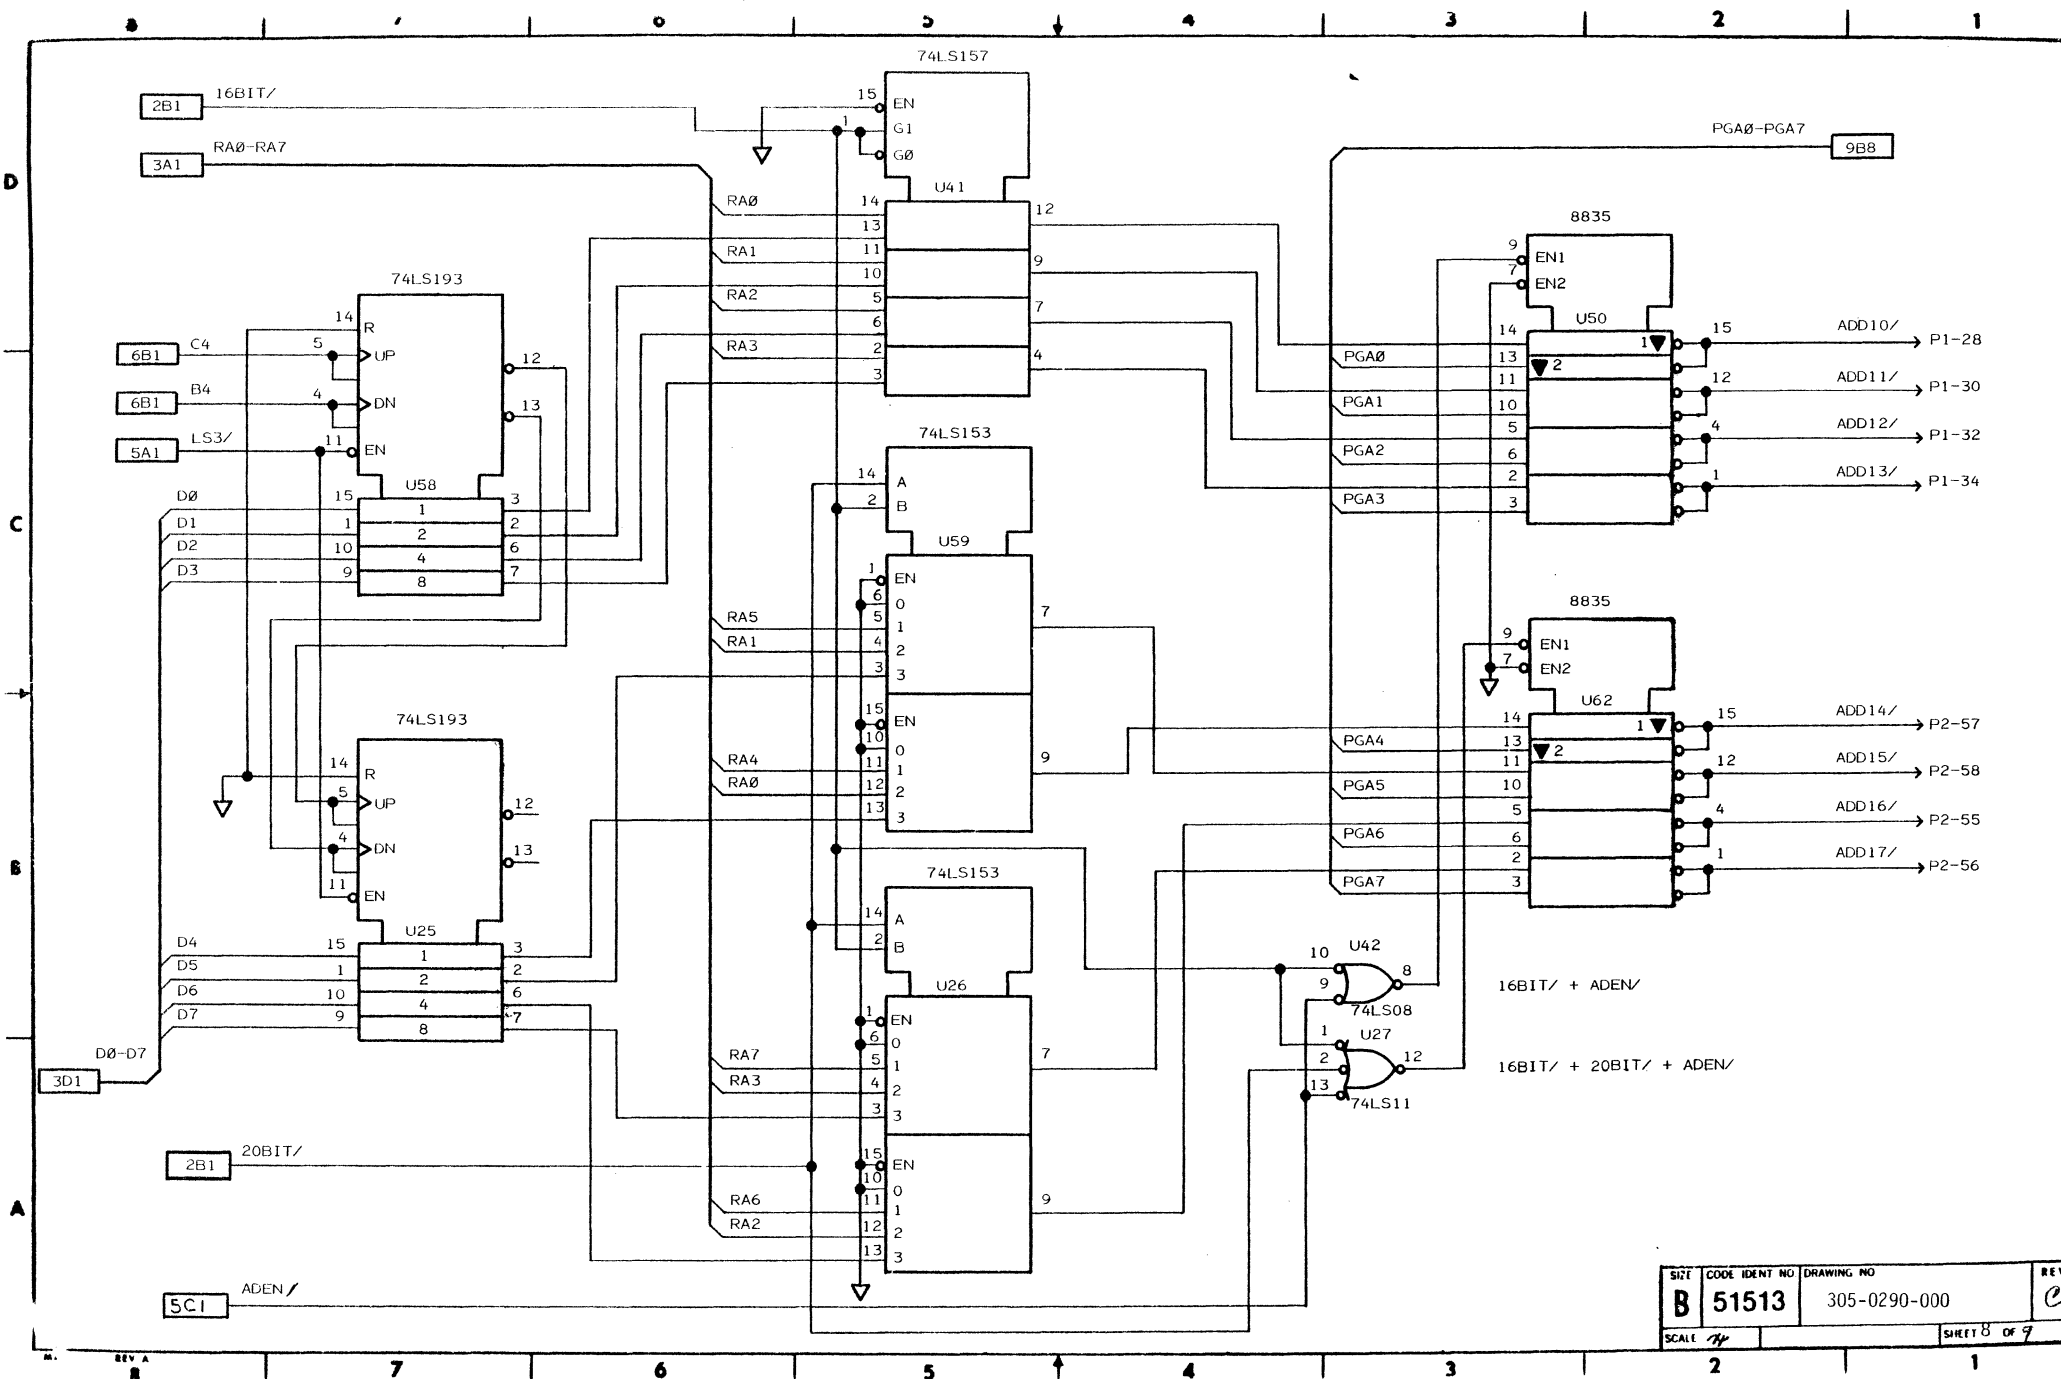 8 7 6 5 4 3 2 1
74LS157
2B1 16BIT/
15 EN
1 G1
G0
PGAØ-PGA7
9B8
3A1 RAØ-RA7
D
U41
RAØ 14 12
13
RA1 11 9
10
RA2 5 7
6
RA3 2 4
3
8835
9 EN1
7 EN2
U50
14 1 15 ADD10/ P1-28
PGAØ 13 2
11 12 ADD11/ P1-30
PGA1 10
5 4 ADD12/ P1-32
PGA2 6
2 1 ADD13/ P1-34
PGA3 3
74LS193
14 R
6B1 C4 5 UP 12
6B1 B4 4 DN 13
5A1 LS3/ 11 EN
C
U58
DØ 15 1 3
D1 1 2 2
D2 10 4 6
D3 9 8 7
74LS153
14 A
2 B
U59
1 EN
6 0
RA5 5 1 7
RA1 4 2
3 3
15 EN
10 0
RA4 11 1 9
RAØ 12 2
13 3
8835
9 EN1
7 EN2
U62
14 1 15 ADD14/ P2-57
PGA4 13 2
11 12 ADD15/ P2-58
PGA5 10
5 4 ADD16/ P2-55
PGA6 6
2 1 ADD17/ P2-56
PGA7 3
74LS193
14 R
5 UP 12
4 DN 13
11 EN
B
U25
D4 15 1 3
D5 1 2 2
D6 10 4 6
D7 9 8 7
DØ-D7
3D1
74LS153
14 A
2 B
U26
1 EN
6 0
RA7 5 1 7
RA3 4 2
3 3
15 EN
10 0
RA6 11 1 9
RA2 12 2
13 3
U42
10 8
9
74LS08
16BIT/ + ADEN/
U27
1
2 12
13
74LS11
16BIT/ + 20BIT/ + ADEN/
2B1 20BIT/
A
5C1 ADEN/
SIZE CODE IDENT NO DRAWING NO REV
B 51513 305-0290-000 C
SCALE SHEET 8 OF 9
M. REV A
8 7 6 5 4 3 2 1